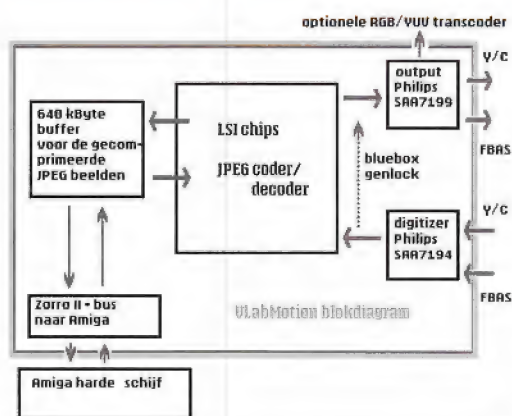 optionele RGB/YUV transcoder
Y/C
output
Philips
SAA7199
FBAS
640 kByte
buffer
voor de gecom-
primeerde
JPEG beelden
LSI chips
JPEG coder/
decoder
bluebox
genlock
Y/C
digitizer
Philips
SAA7194
FBAS
Zorro II - bus
naar Amiga
VLabMotion blokdiagram
Amiga harde schijf